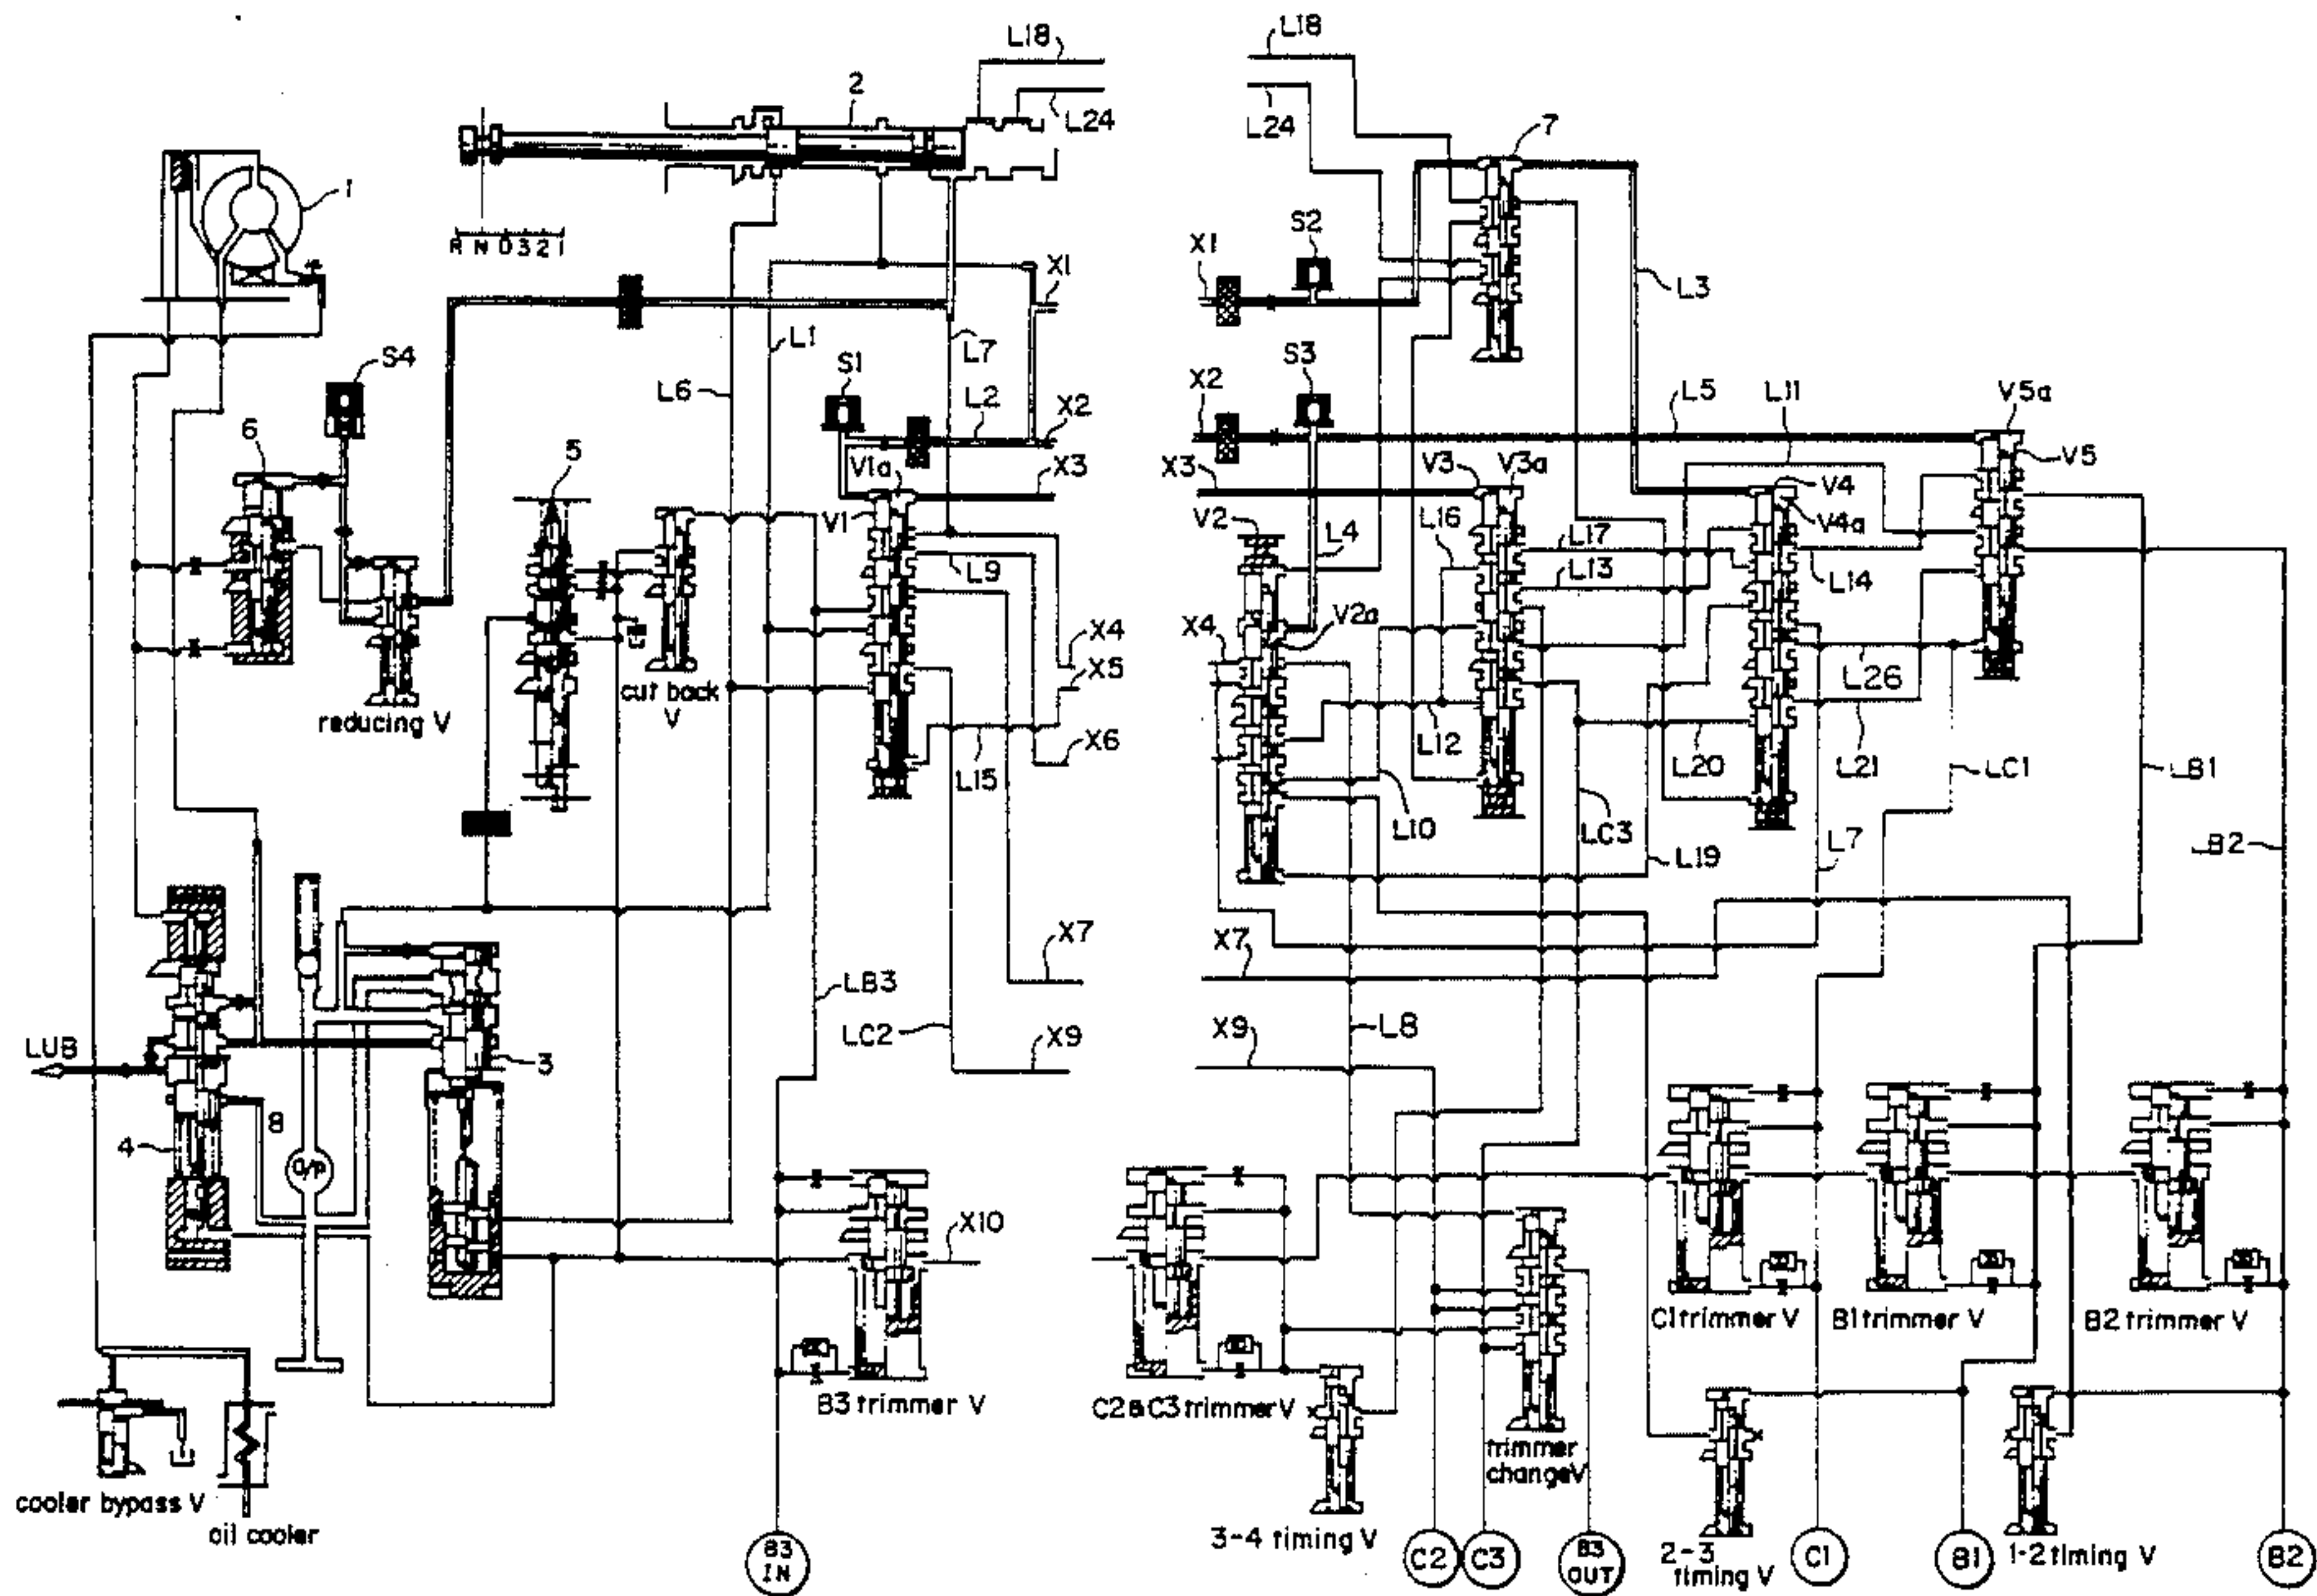 L18
L18
2
L24
L24
7
1
R N D 3 2 1
S2
X1
X1
L3
S4
L1
L7
S1
S3
L6
L2
X2
X2
L5
L11
V5a
6
5
V1a
X3
X3
V3
V3a
V4
V5
V1
V2
L4
L16
L17
V4a
L9
L13
L14
V2a
X4
X4
X5
cut back
V
reducing V
L26
X6
L12
L15
L20
L21
LC1
LB1
L10
LC3
L7
L19
LB2
X7
X7
LB3
LC2
L8
X9
X9
LUB
3
8
4
O/P
X10
C1 trimmer V
B1 trimmer V
B2 trimmer V
B3 trimmer V
C2&C3 trimmer V
trimmer
change V
cooler bypass V
oil cooler
3-4 timing V
2-3
timing V
1-2 timing V
B3
IN
C2
C3
B3
OUT
C1
B1
B2